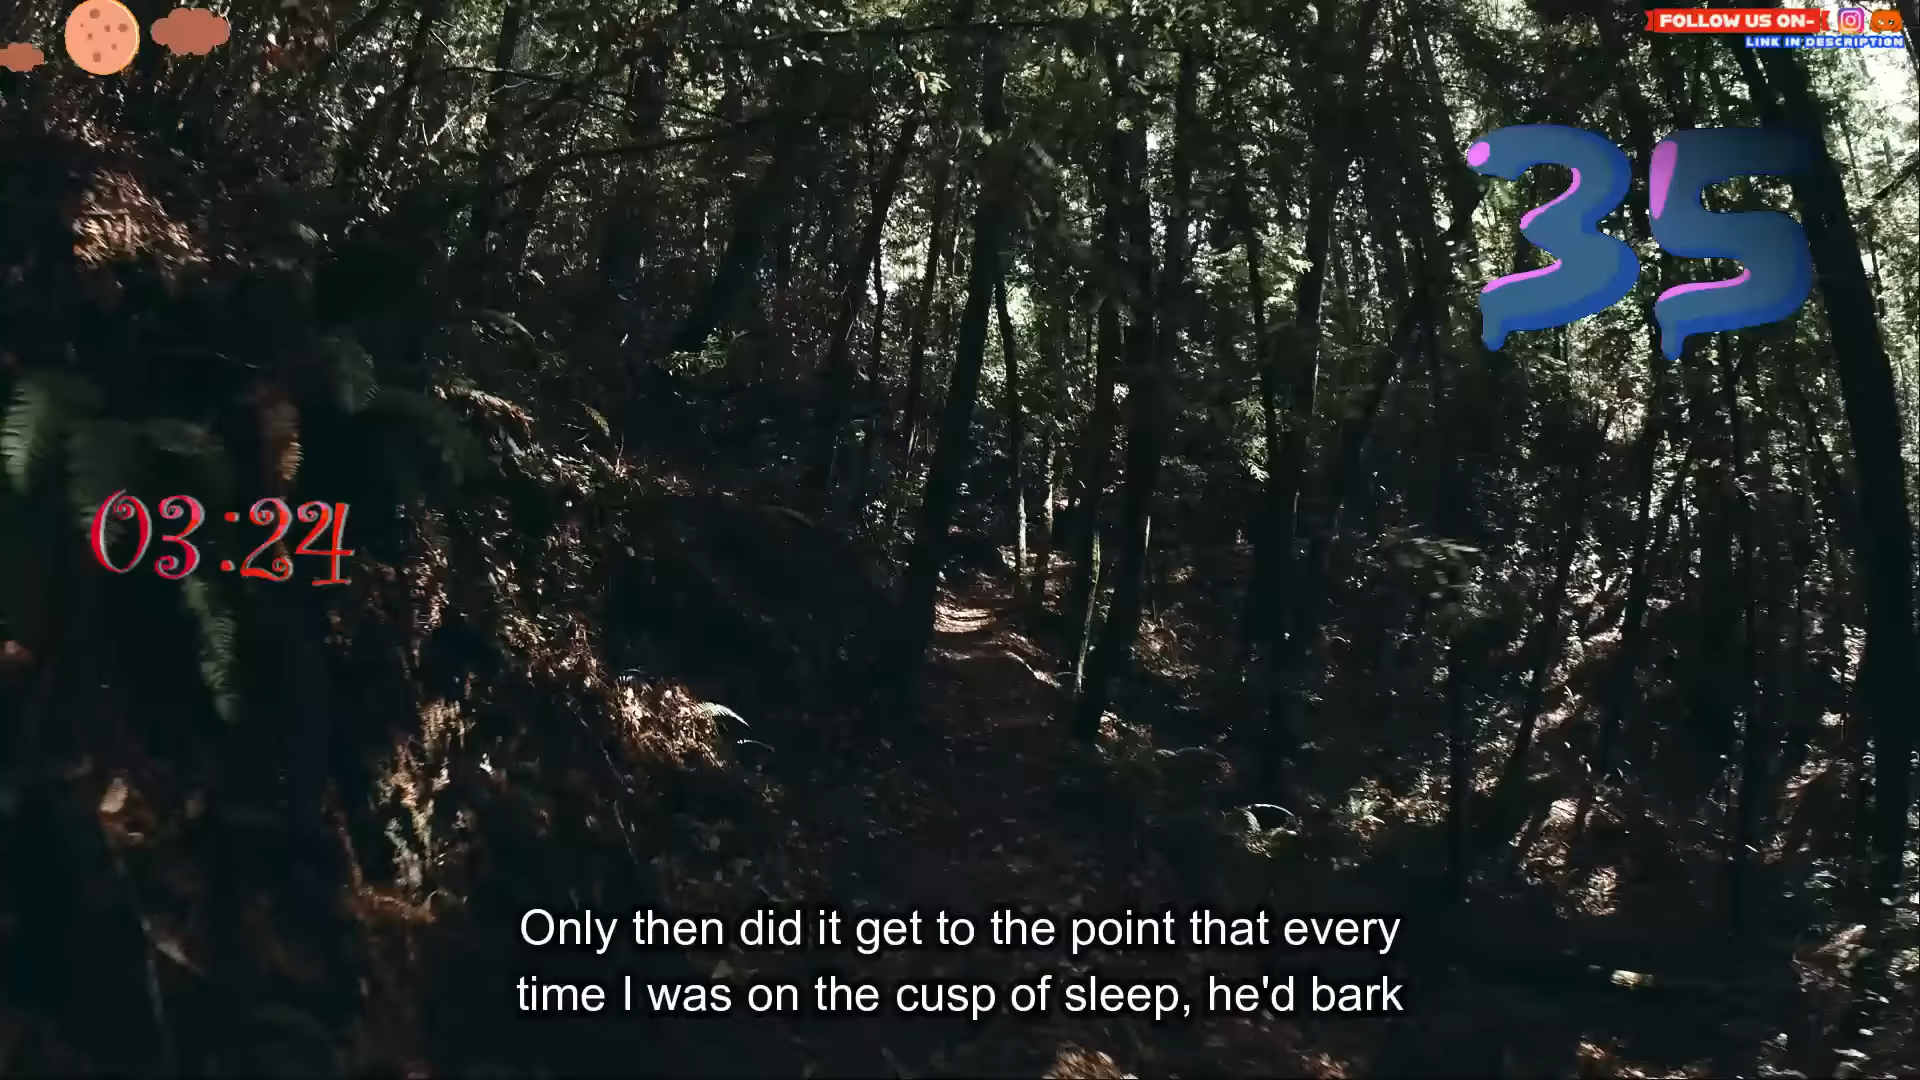 FOLLOW US ON-
LINK IN DESCRIPTION
35
03:24
Only then did it get to the point that every
time I was on the cusp of sleep, he'd bark